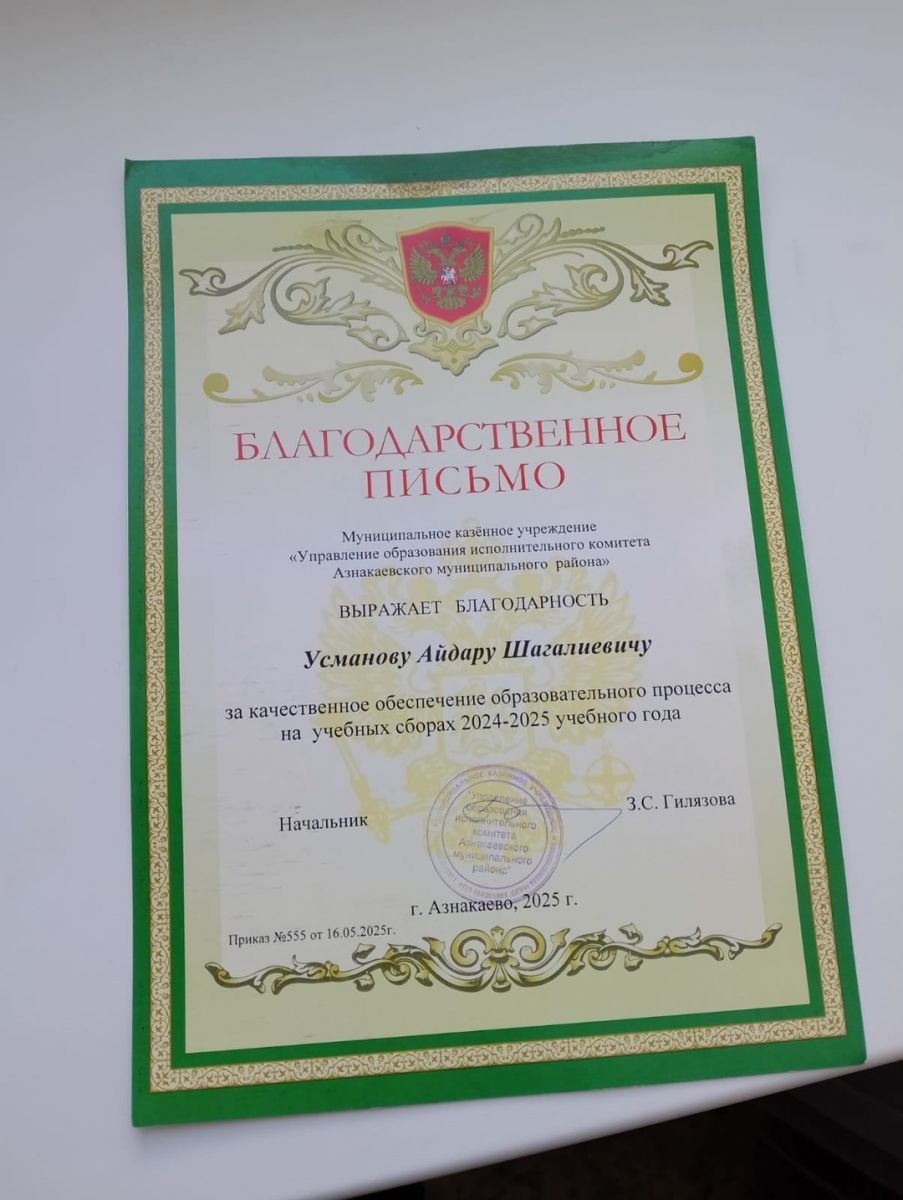 БЛАГОДАРСТВЕННОЕ
ПИСЬМО
Муниципальное казённое учреждение
«Управление образования исполнительного комитета
Азнакаевского муниципального района»
ВЫРАЖАЕТ БЛАГОДАРНОСТЬ
Усманову Айдару Шагалиевичу
за качественное обеспечение образовательного процесса
на учебных сборах 2024-2025 учебного года
Начальник
З.С. Гилязова
"Управление
образования
исполнительного
комитета
Азнакаевского
муниципального
района"
г. Азнакаево, 2025 г.
Приказ №555 от 16.05.2025г.